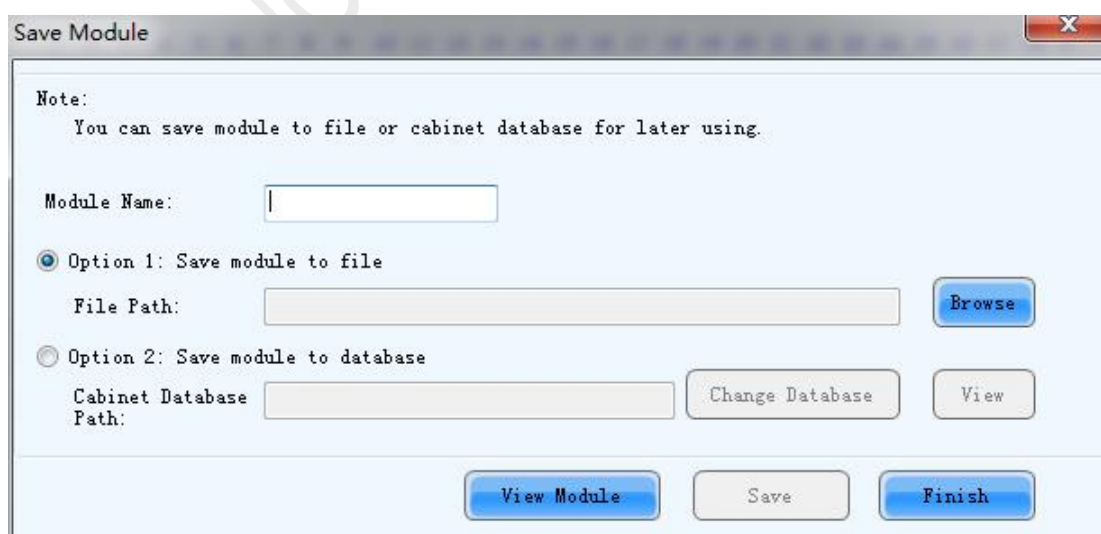 Save Module
Note:
You can save module to file or cabinet database for later using.
Module Name:
Option 1: Save module to file
File Path:
Browse
Option 2: Save module to database
Cabinet Database
Path:
Change Database
View
View Module
Save
Finish